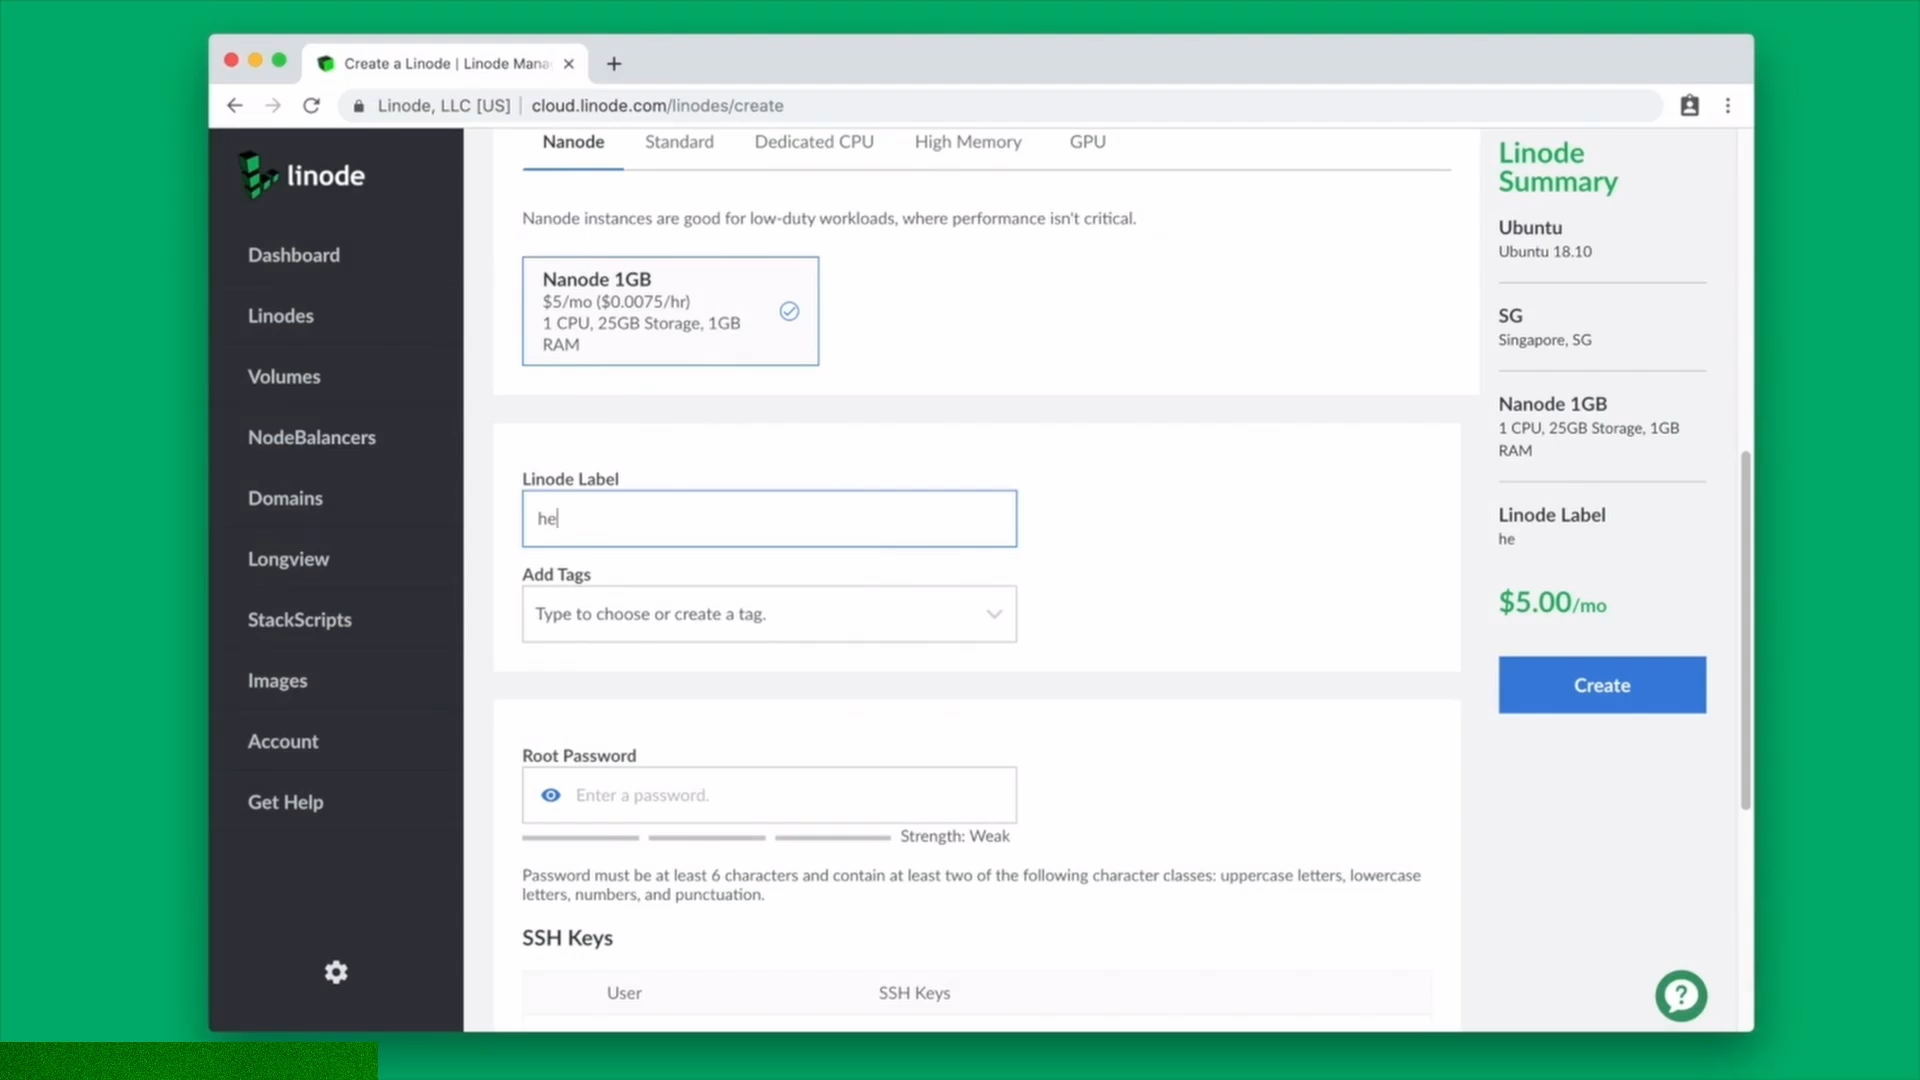 Create a Linode | Linode Mana
Linode, LLC [US] | cloud.linode.com/linodes/create
linode
Dashboard
Linodes
Volumes
NodeBalancers
Domains
Longview
StackScripts
Images
Account
Get Help
Nanode Standard Dedicated CPU High Memory GPU
Nanode instances are good for low-duty workloads, where performance isn't critical.
Nanode 1GB
$5/mo ($0.0075/hr)
1 CPU, 25GB Storage, 1GB
RAM
Linode Label
he
Add Tags
Type to choose or create a tag.
Root Password
Enter a password.
Strength: Weak
Password must be at least 6 characters and contain at least two of the following character classes: uppercase letters, lowercase
letters, numbers, and punctuation.
SSH Keys
User SSH Keys
Linode
Summary
Ubuntu
Ubuntu 18.10
SG
Singapore, SG
Nanode 1GB
1 CPU, 25GB Storage, 1GB
RAM
Linode Label
he
$5.00/mo
Create